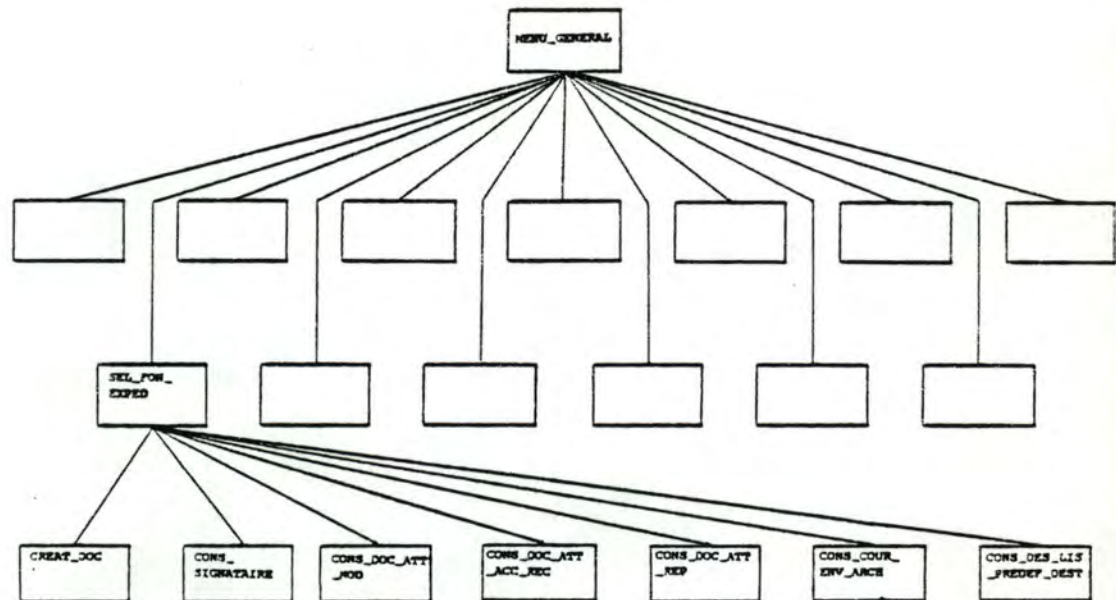 MENU_GENERAL
SEL_FON_
EXPED
CREAT_DOC
CONS_
SIGNATAIRE
CONS_DOC_ATT
_MOD
CONS_DOC_ATT
_ACC_REC
CONS_DOC_ATT
_REP
CONS_COUR_
ENV_ARCH
CONS_DES_LIS
_PREDEF_DEST